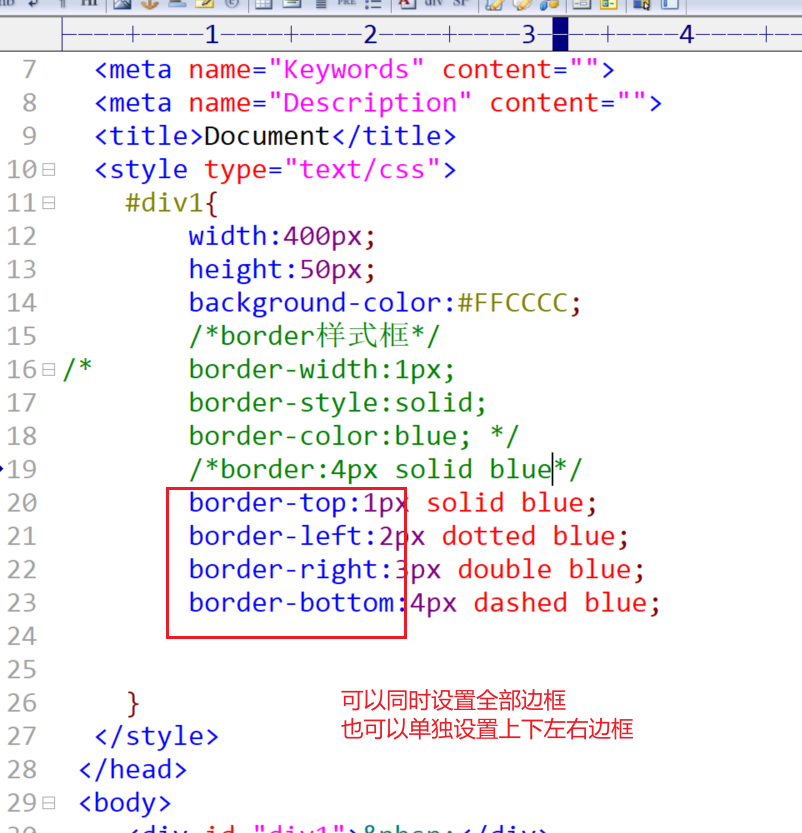 1 2 3 4
7 <meta name="Keywords" content="">
8 <meta name="Description" content="">
9 <title>Document</title>
10 <style type="text/css">
11 #div1{
12 width:400px;
13 height:50px;
14 background-color:#FFCCCC;
15 /*border样式框*/
16 /* border-width:1px;
17 border-style:solid;
18 border-color:blue; */
19 /*border:4px solid blue*/
20 border-top:1px solid blue;
21 border-left:2px dotted blue;
22 border-right:3px double blue;
23 border-bottom:4px dashed blue;
24
25
26 }
可以同时设置全部边框
也可以单独设置上下左右边框
27 </style>
28 </head>
29 <body>
30 <div id="div1">&nbsp;</div>